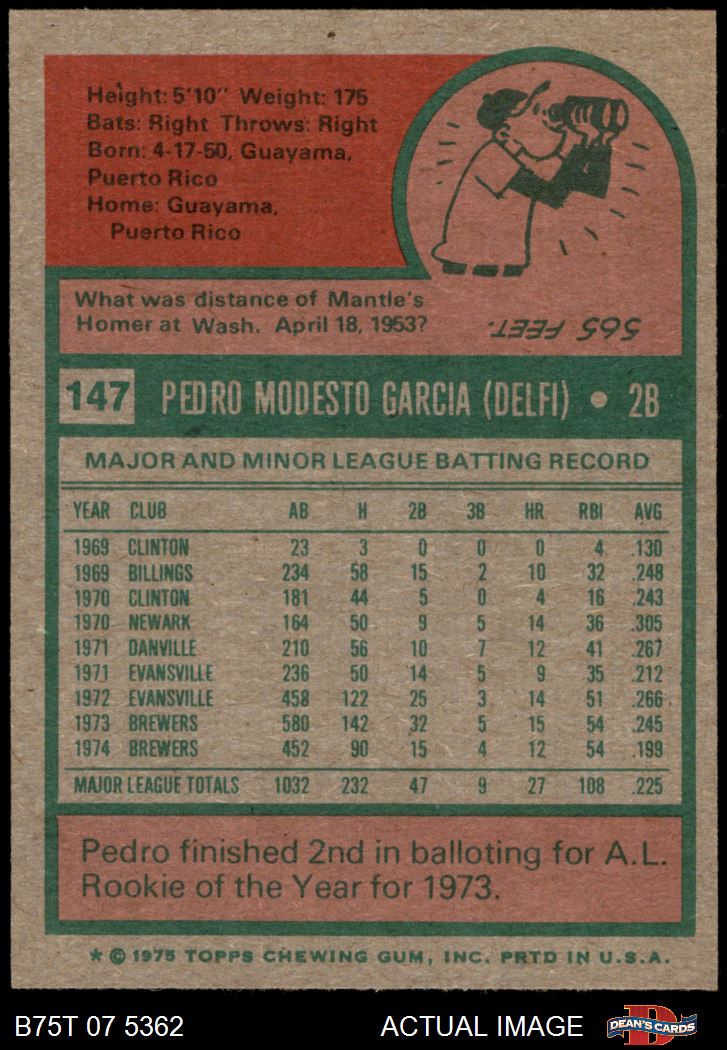 Height: 5'10" Weight: 175
Bats: Right Throws: Right
Born: 4-17-50, Guayama,
Puerto Rico
Home: Guayama,
Puerto Rico
What was distance of Mantle's
Homer at Wash. April 18, 1953?
565 FEET.
147 PEDRO MODESTO GARCIA (DELFI) • 2B
MAJOR AND MINOR LEAGUE BATTING RECORD
YEAR CLUB AB H 2B 3B HR RBI AVG
1969 CLINTON 23 3 0 0 0 4 .130
1969 BILLINGS 234 58 15 2 10 32 .248
1970 CLINTON 181 44 5 0 4 16 .243
1970 NEWARK 164 50 9 5 14 36 .305
1971 DANVILLE 210 56 10 7 12 41 .267
1971 EVANSVILLE 236 50 14 5 9 35 .212
1972 EVANSVILLE 458 122 25 3 14 51 .266
1973 BREWERS 580 142 32 5 15 54 .245
1974 BREWERS 452 90 15 4 12 54 .199
MAJOR LEAGUE TOTALS 1032 232 47 9 27 108 .225
Pedro finished 2nd in balloting for A.L.
Rookie of the Year for 1973.
* © 1975 TOPPS CHEWING GUM, INC. PRTD IN U.S.A.
B75T 07 5362 ACTUAL IMAGE D DEAN'S CARDS